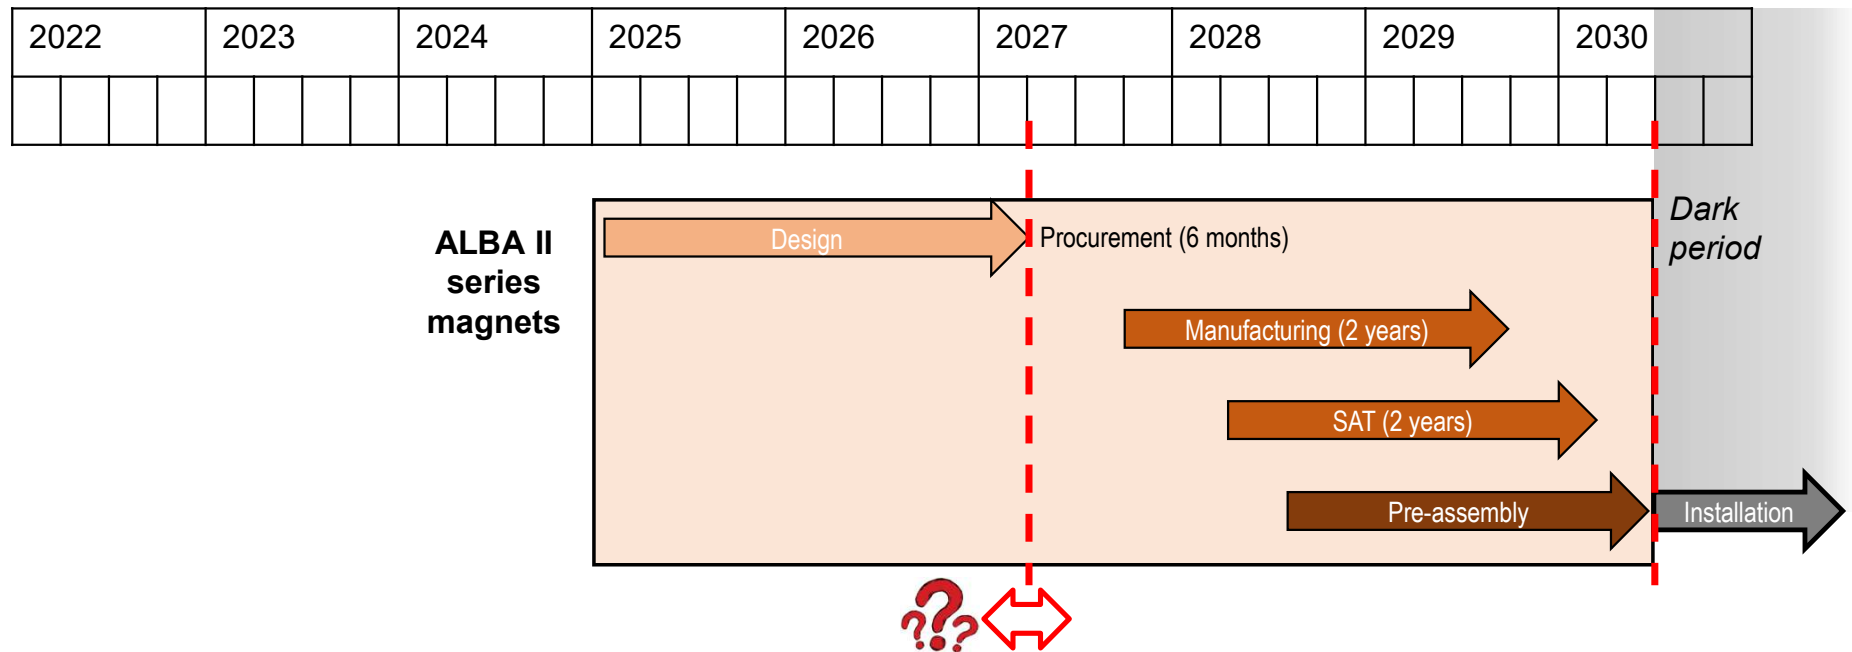 2022 2023 2024 2025 2026 2027 2028 2029 2030
ALBA II
series
magnets
Design
Procurement (6 months)
Dark
period
Manufacturing (2 years)
SAT (2 years)
Pre-assembly
Installation
???